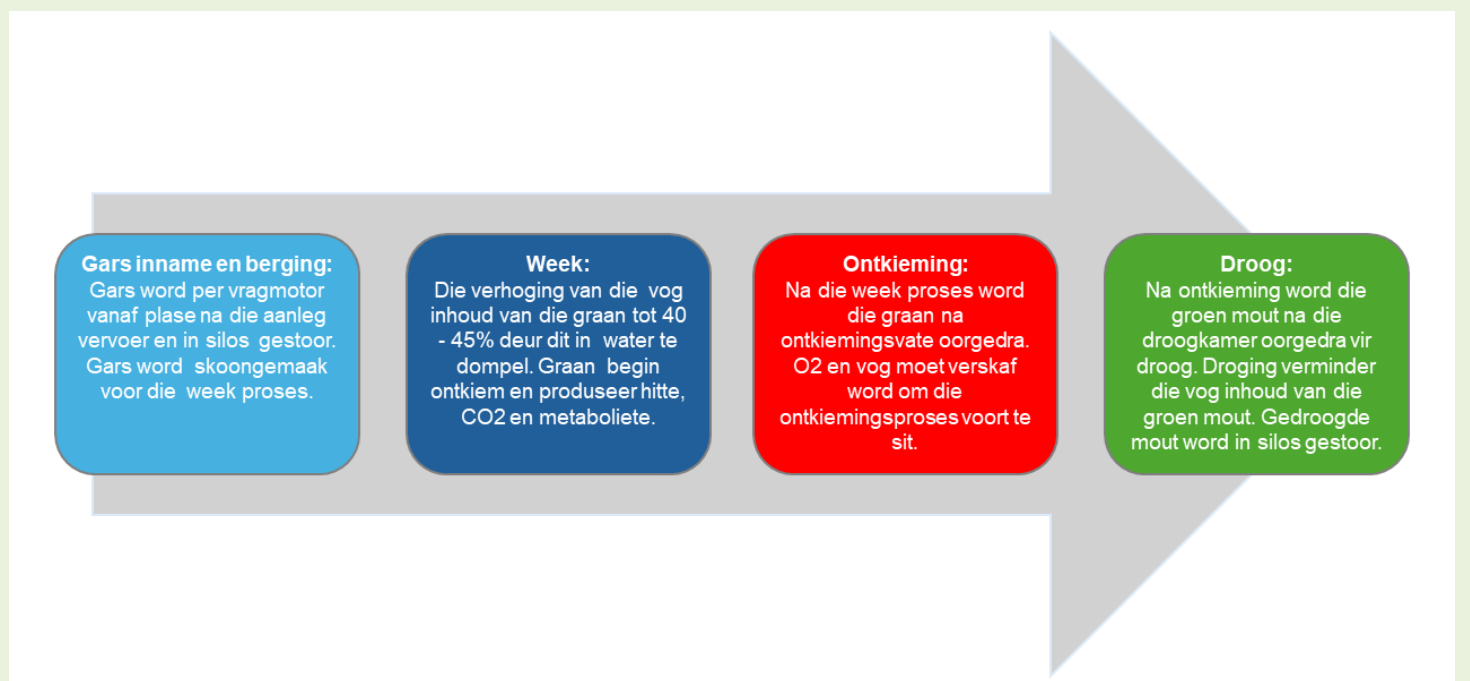 Gars inname en berging:
Gars word per vragmotor
vanaf plase na die aanleg
vervoer en in silos gestoor.
Gars word skoongemaak
voor die week proses.
Week:
Die verhoging van die vog
inhoud van die graan tot 40
- 45% deur dit in water te
dompel. Graan begin
ontkiem en produseer hitte,
CO2 en metaboliete.
Ontkieming:
Na die week proses word
die graan na
ontkiemingsvate oorgedra.
O2 en vog moet verskaf
word om die
ontkiemingsproses voort te
sit.
Droog:
Na ontkieming word die
groen mout na die
droogkamer oorgedra vir
droog. Droging verminder
die vog inhoud van die
groen mout. Gedroogde
mout word in silos gestoor.